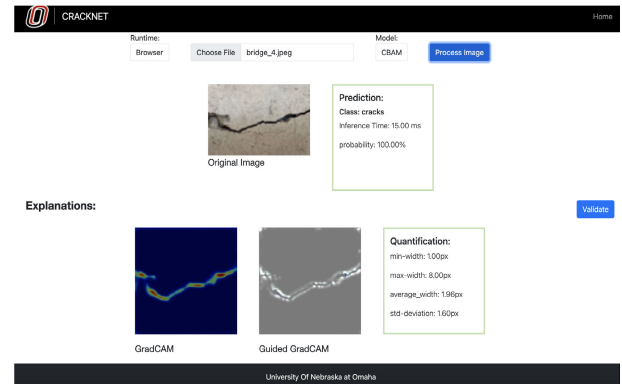 CRACKNET
Home
Runtime:
Model:
Browser
Choose File bridge_4.jpeg
CBAM
Process Image
Prediction:
Class: cracks
Inference Time: 15.00 ms
probability: 100.00%
Original Image
Explanations:
Validate
Quantification:
min-width: 1.00px
max-width: 8.00px
average_width: 1.96px
std-deviation: 1.60px
GradCAM
Guided GradCAM
University Of Nebraska at Omaha